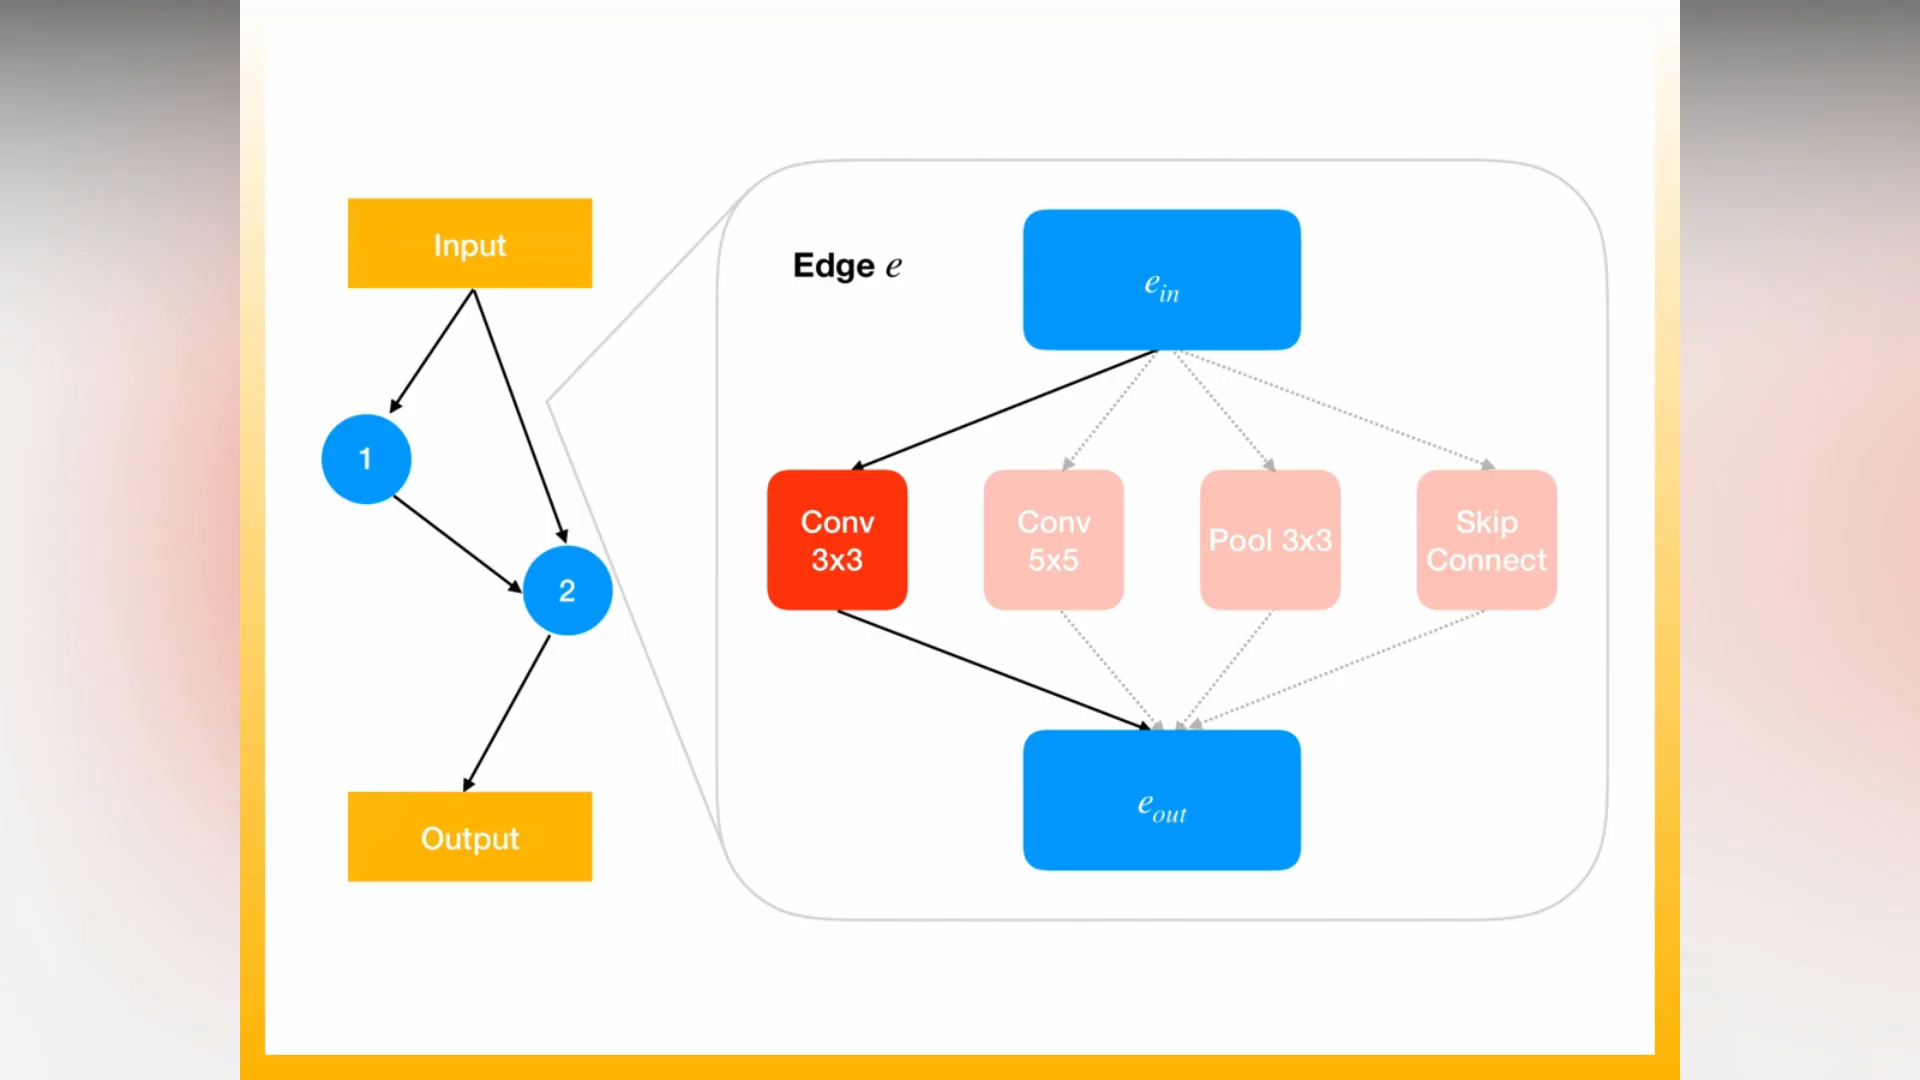 Input
1
2
Output
Edge e
e_in
Conv
3x3
Conv
5x5
Pool 3x3
Skip
Connect
e_out